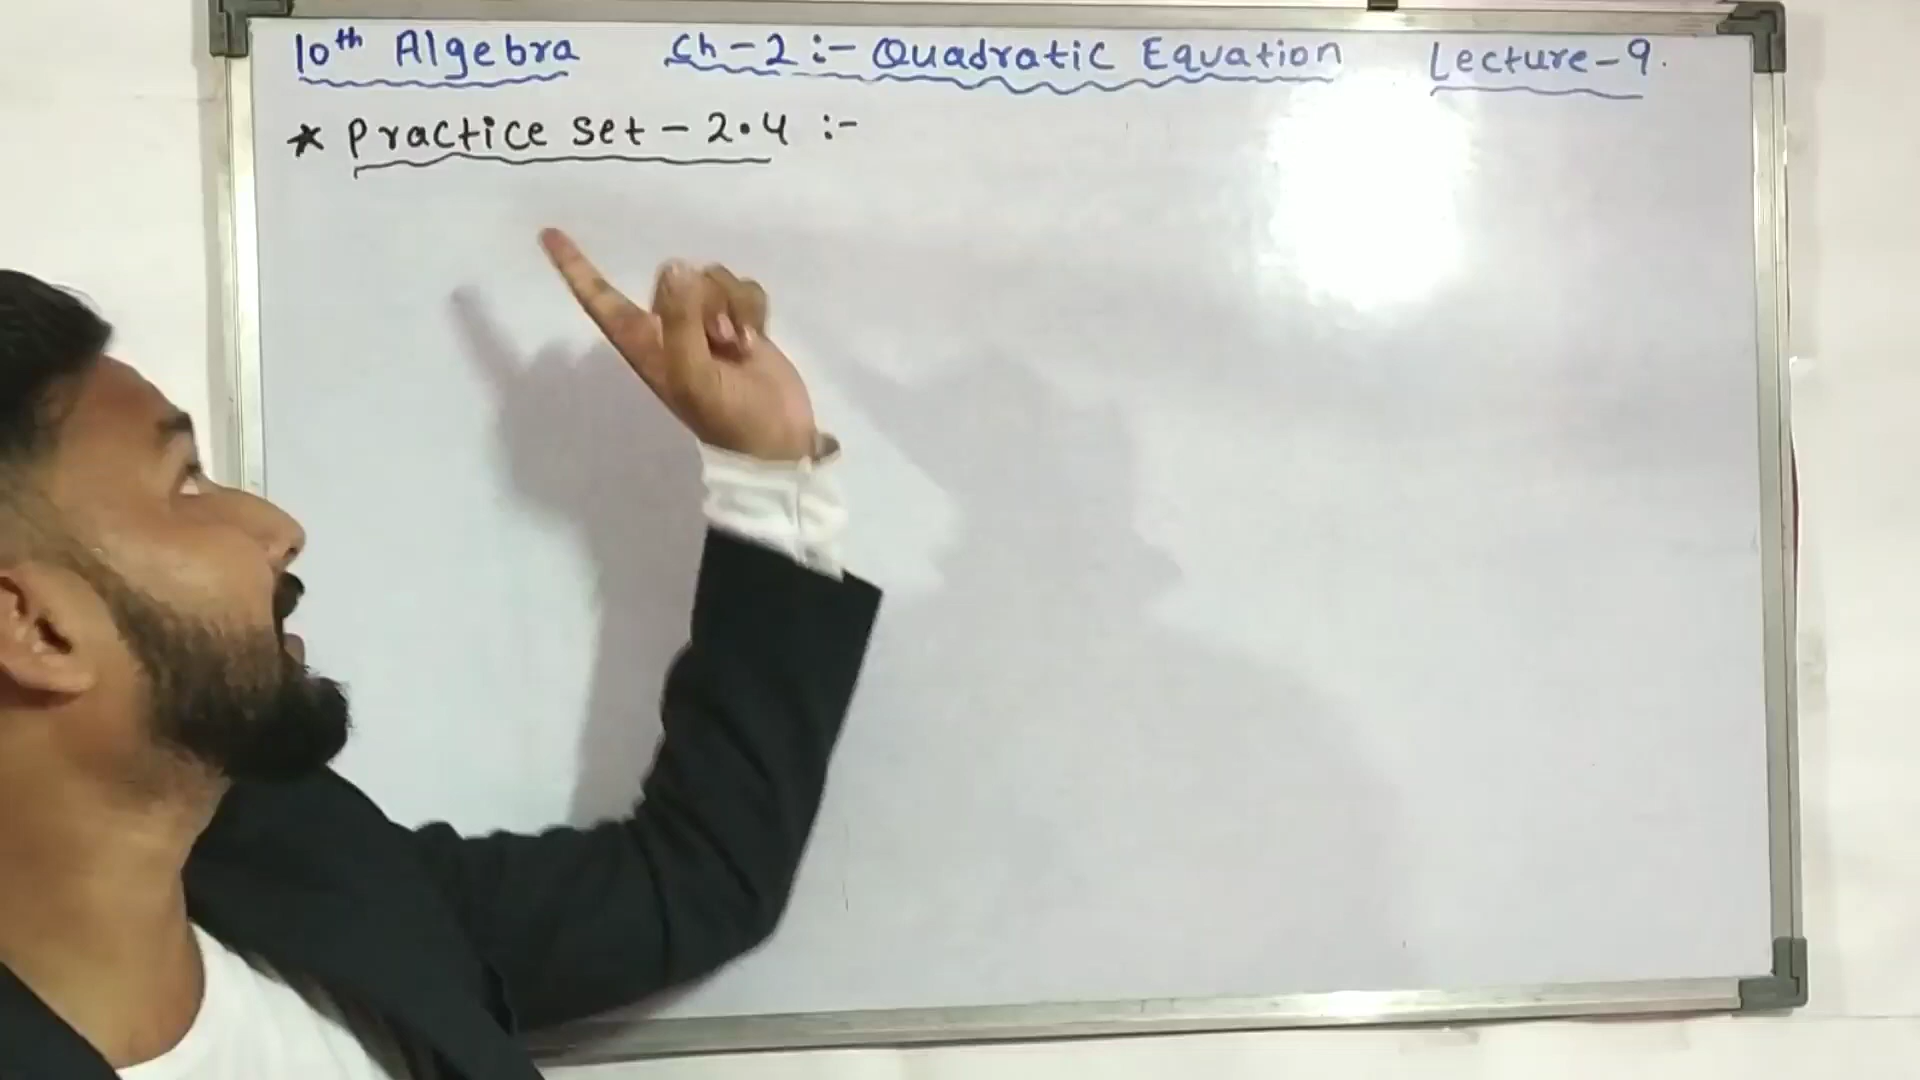 10th Algebra Ch-2:- Quadratic Equation Lecture-9.
* Practice Set - 2.4 :-